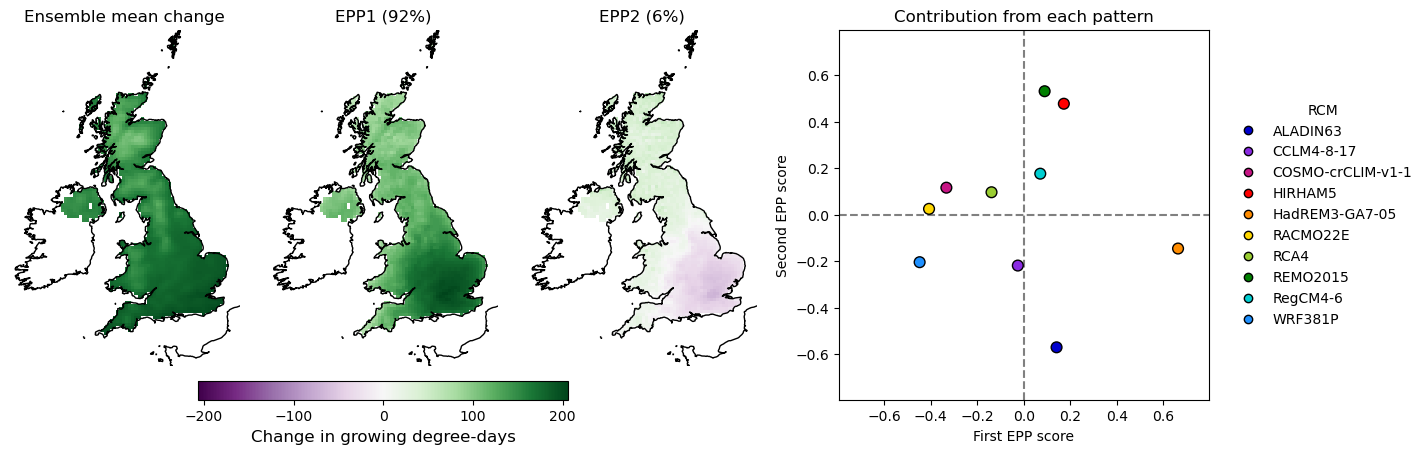 Ensemble mean change
EPP1 (92%)
EPP2 (6%)
Contribution from each pattern
−200
−100
0
100
200
Change in growing degree-days
Second EPP score
0.6
0.4
0.2
0.0
−0.2
−0.4
−0.6
−0.6
−0.4
−0.2
0.0
0.2
0.4
0.6
First EPP score
RCM
ALADIN63
CCLM4-8-17
COSMO-crCLIM-v1-1
HIRHAM5
HadREM3-GA7-05
RACMO22E
RCA4
REMO2015
RegCM4-6
WRF381P